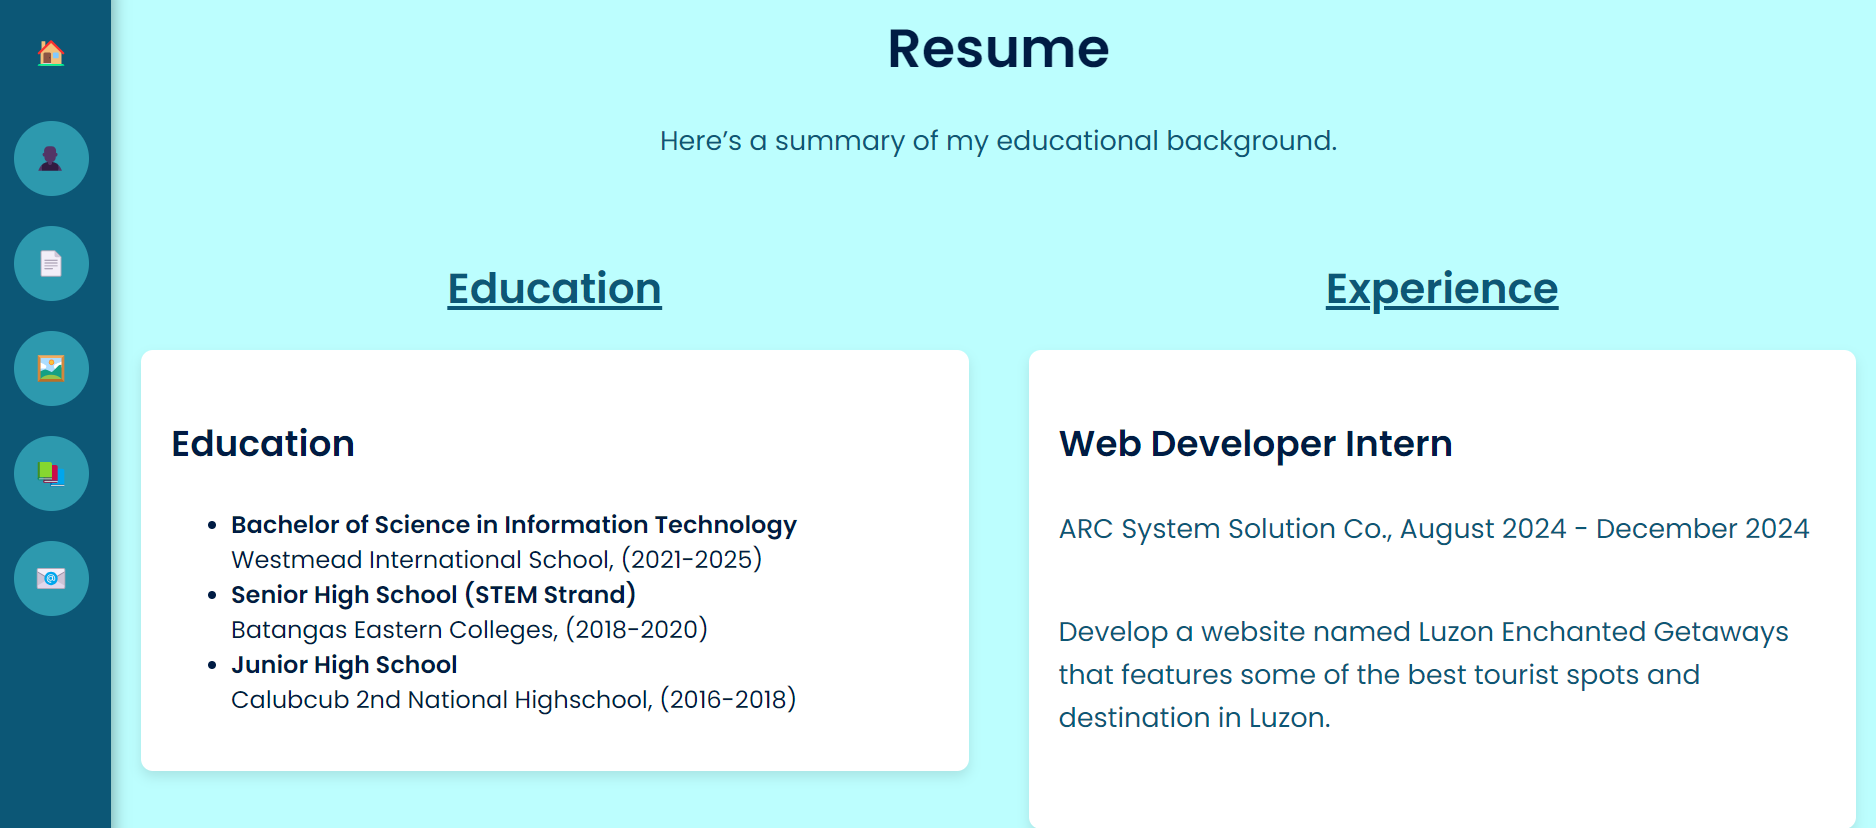 Resume
Here’s a summary of my educational background.
Education
Education
• Bachelor of Science in Information Technology
Westmead International School, (2021-2025)
• Senior High School (STEM Strand)
Batangas Eastern Colleges, (2018-2020)
• Junior High School
Calubcub 2nd National Highschool, (2016-2018)
Experience
Web Developer Intern
ARC System Solution Co., August 2024 - December 2024
Develop a website named Luzon Enchanted Getaways
that features some of the best tourist spots and
destination in Luzon.